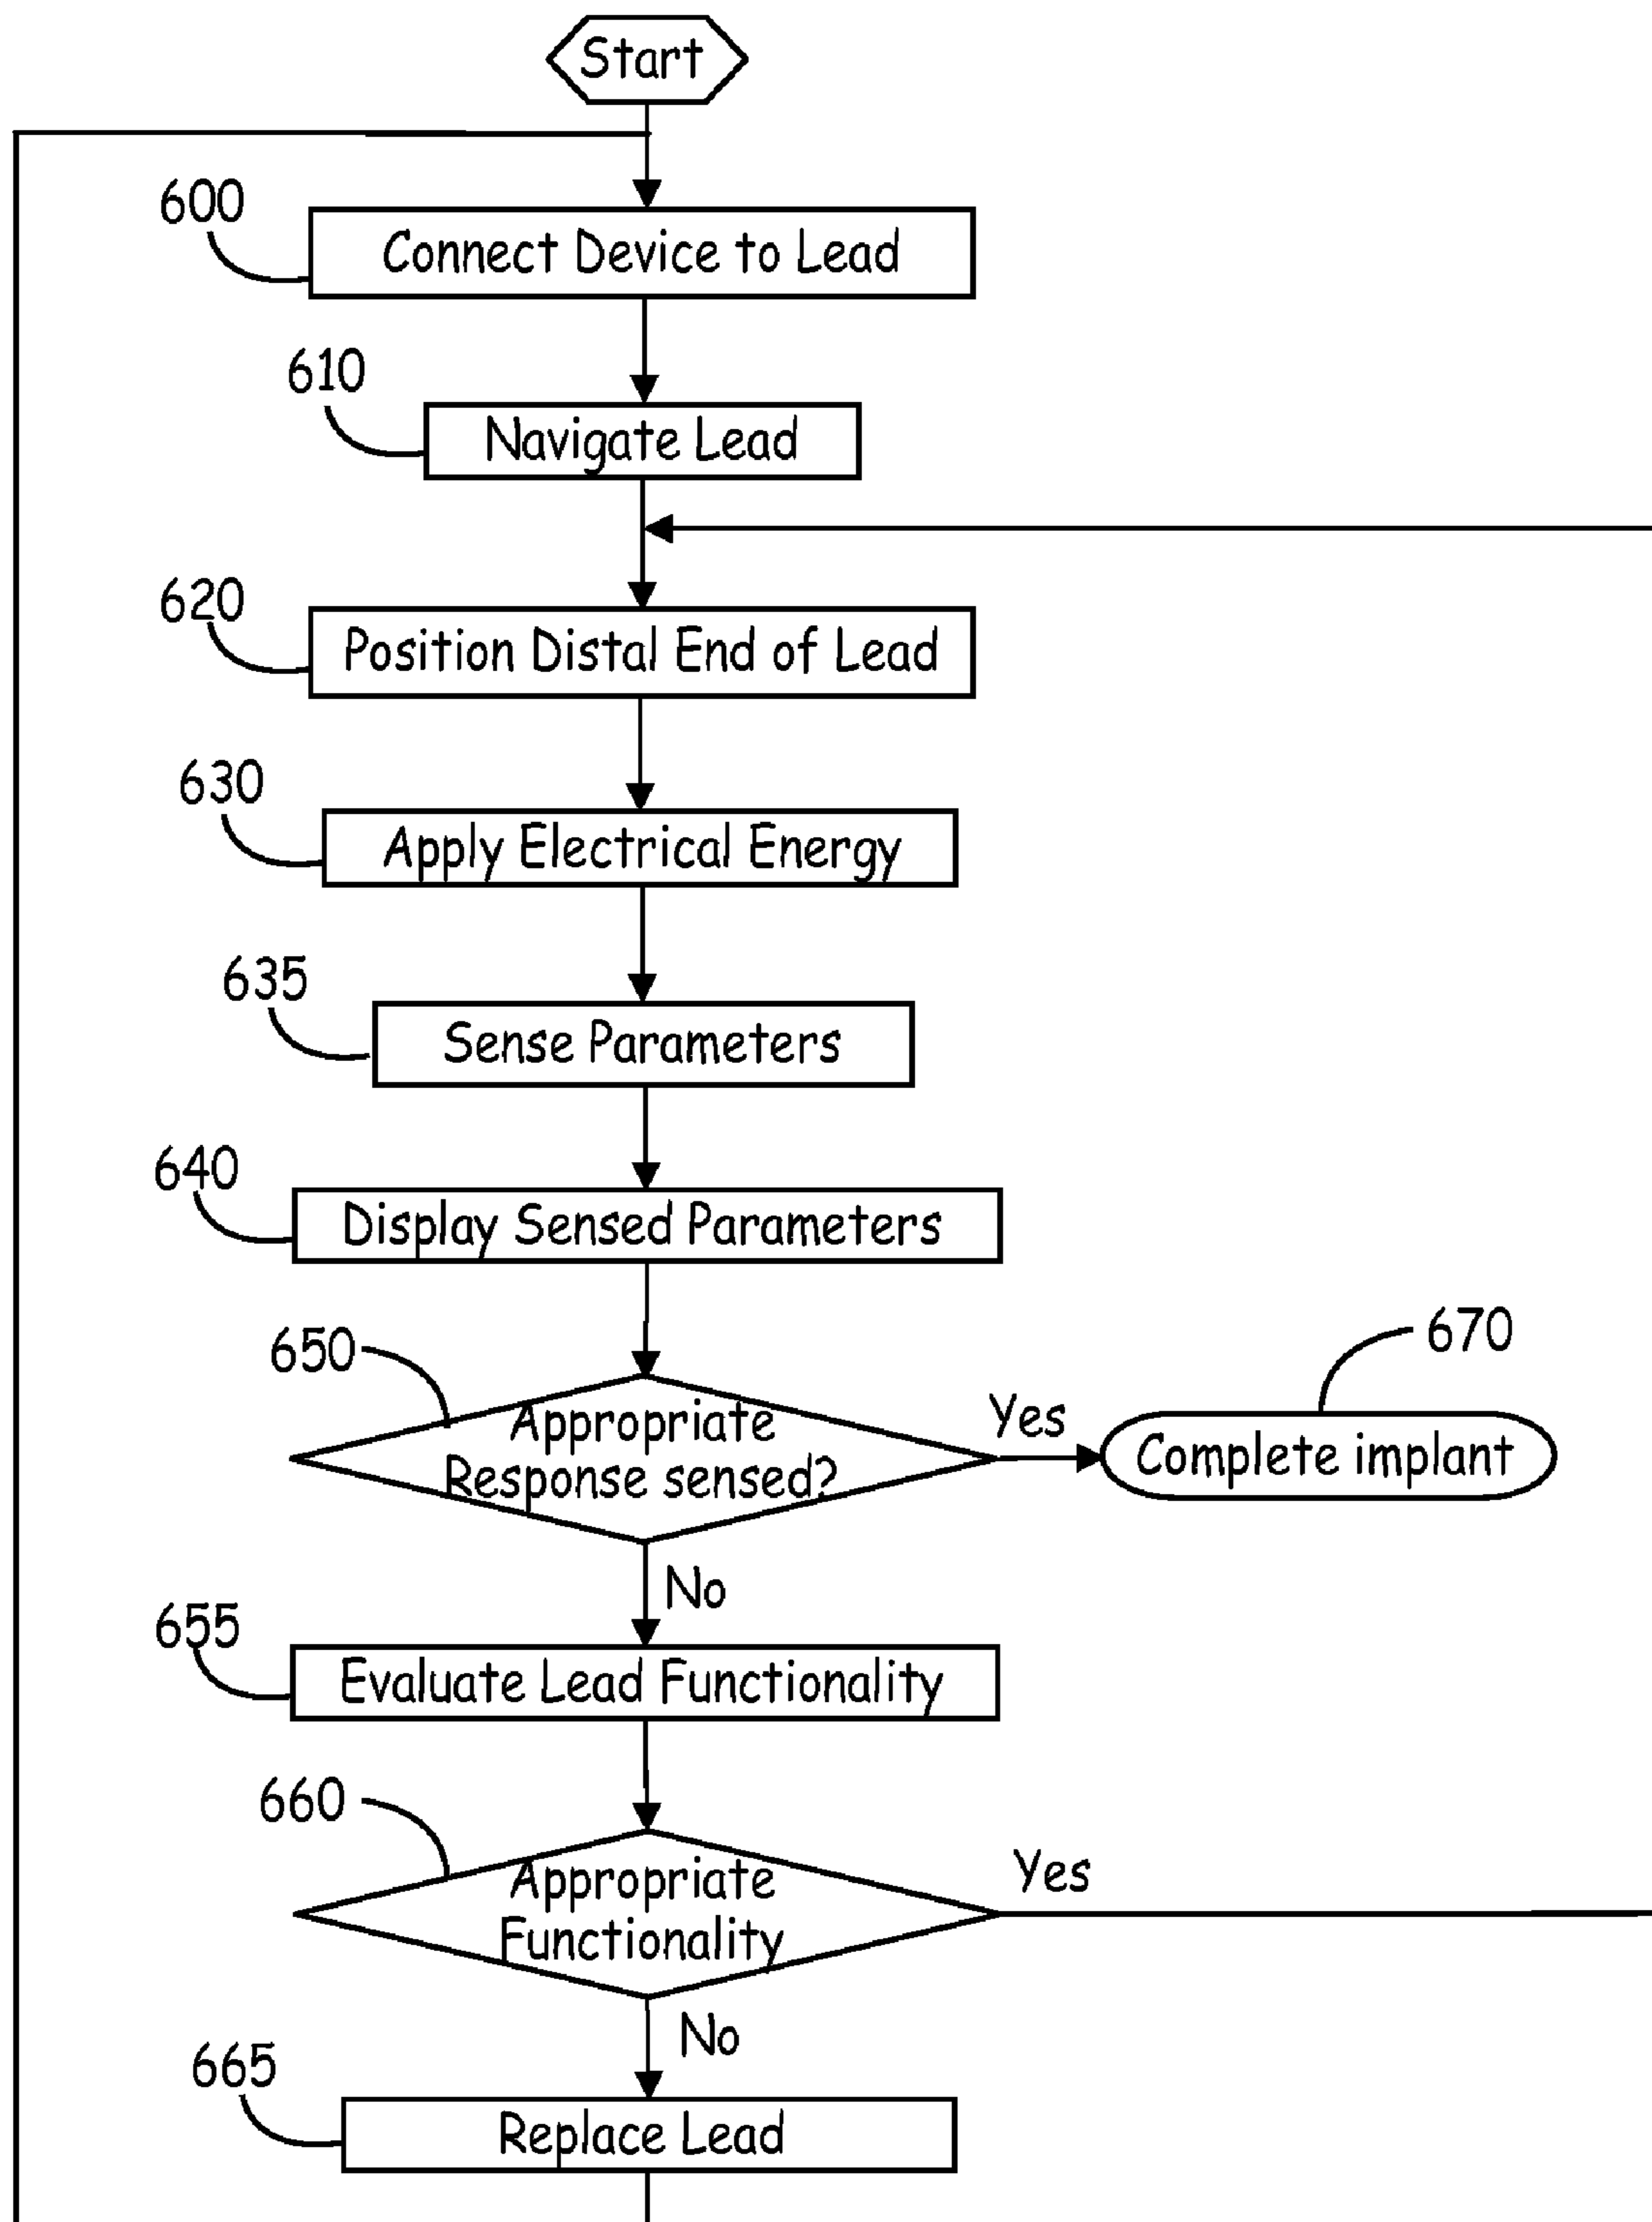 Start
600
Connect Device to Lead
610
Navigate Lead
620
Position Distal End of Lead
630
Apply Electrical Energy
635
Sense Parameters
640
Display Sensed Parameters
650
670
Appropriate
Response sensed?
Yes
Complete implant
No
655
Evaluate Lead Functionality
660
Appropriate
Functionality
Yes
No
665
Replace Lead